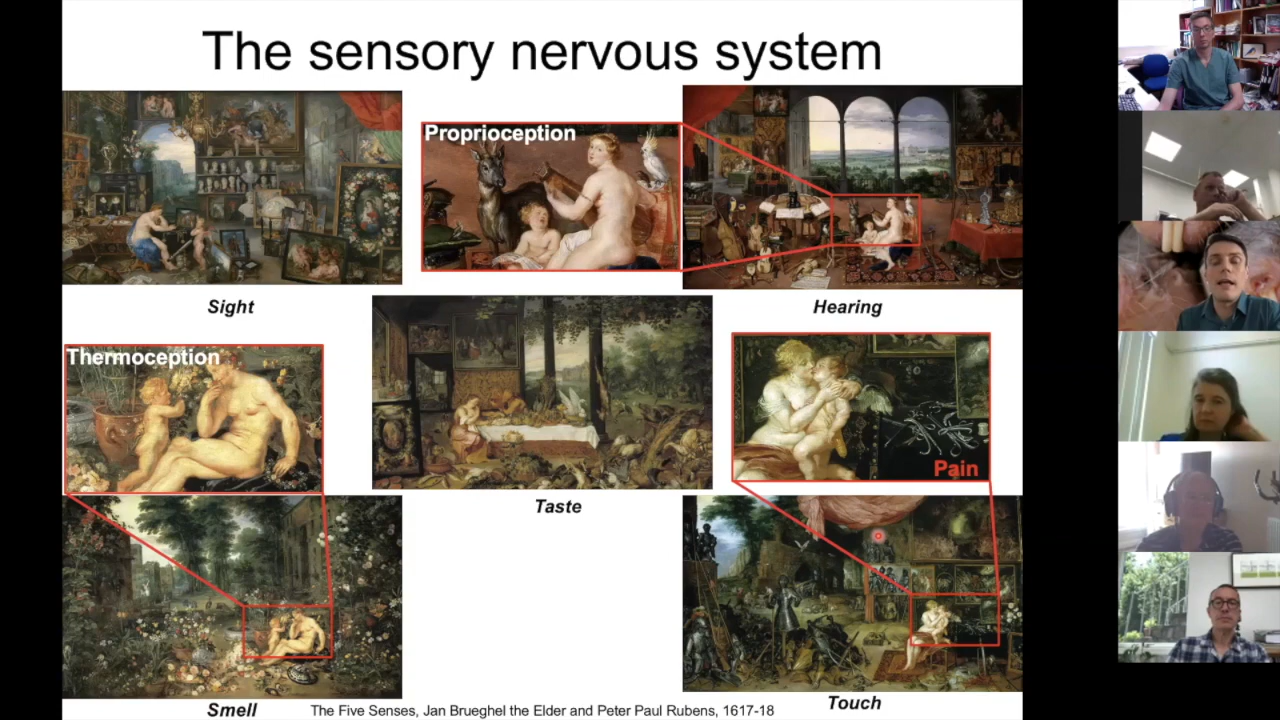 The sensory nervous system
Proprioception
Sight
Hearing
Thermoception
Pain
Taste
Smell
Touch
The Five Senses, Jan Brueghel the Elder and Peter Paul Rubens, 1617-18